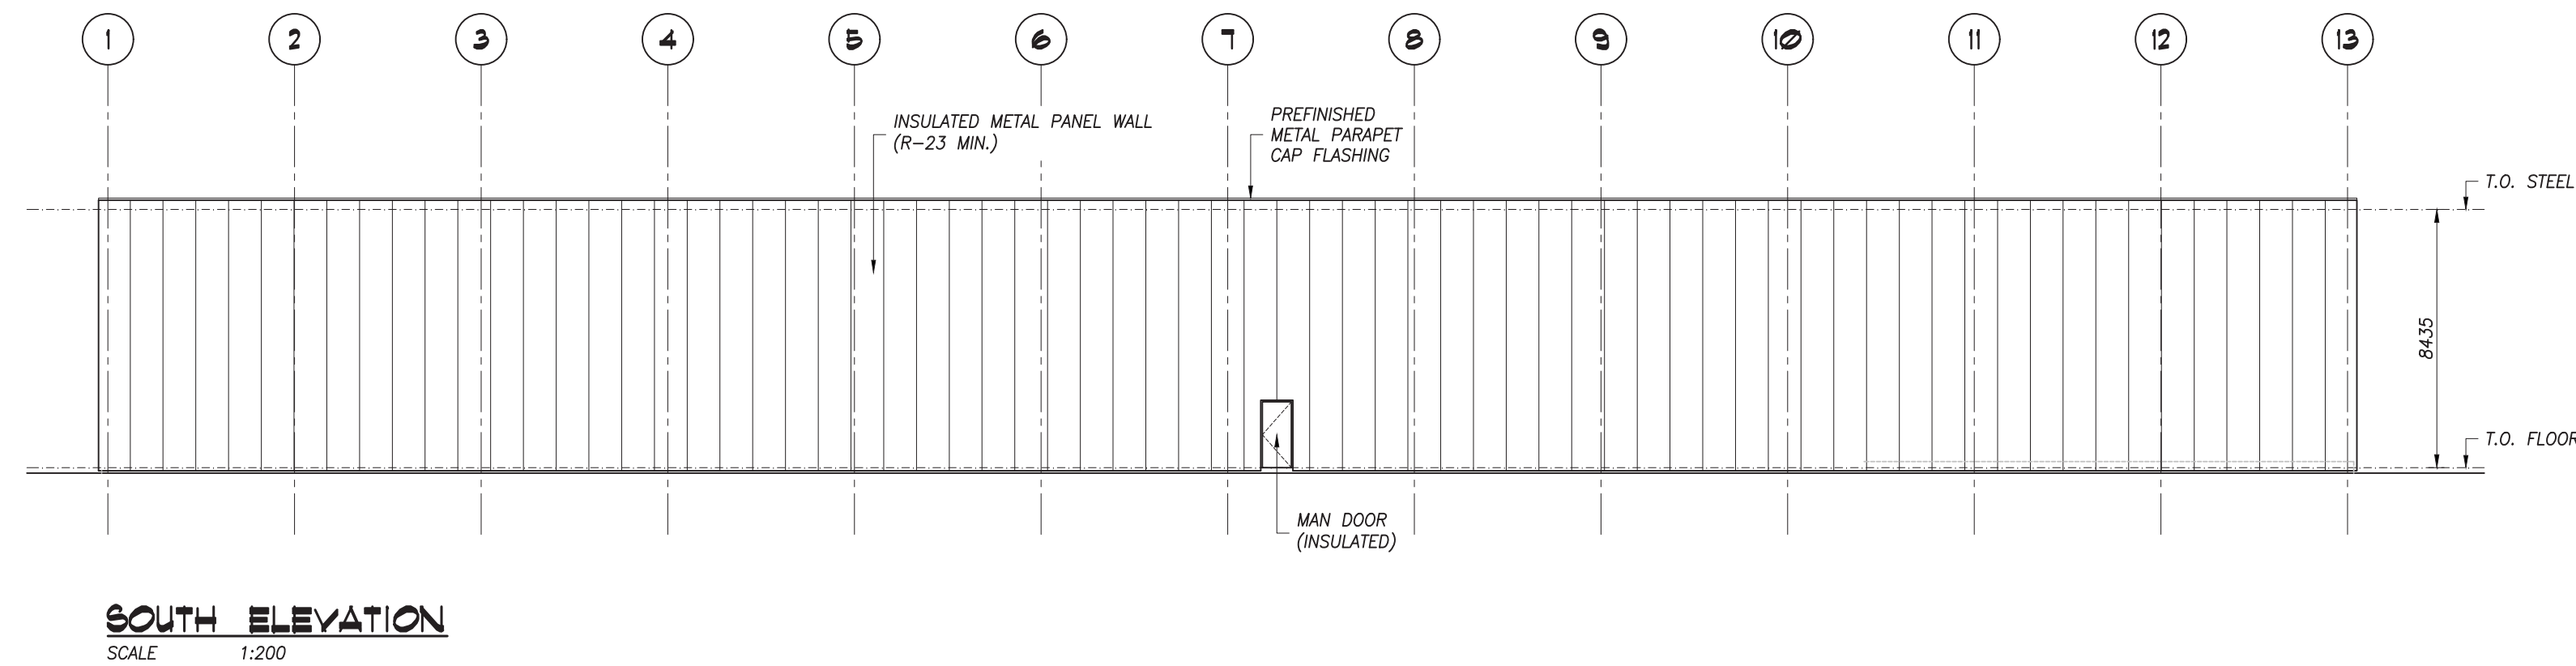 1 2 3 4 5 6 7 8 9 10 11 12 13
INSULATED METAL PANEL WALL
(R-23 MIN.)
PREFINISHED
METAL PARAPET
CAP FLASHING
T.O. STEEL
8435
T.O. FLOOR
MAN DOOR
(INSULATED)
SOUTH ELEVATION
SCALE 1:200